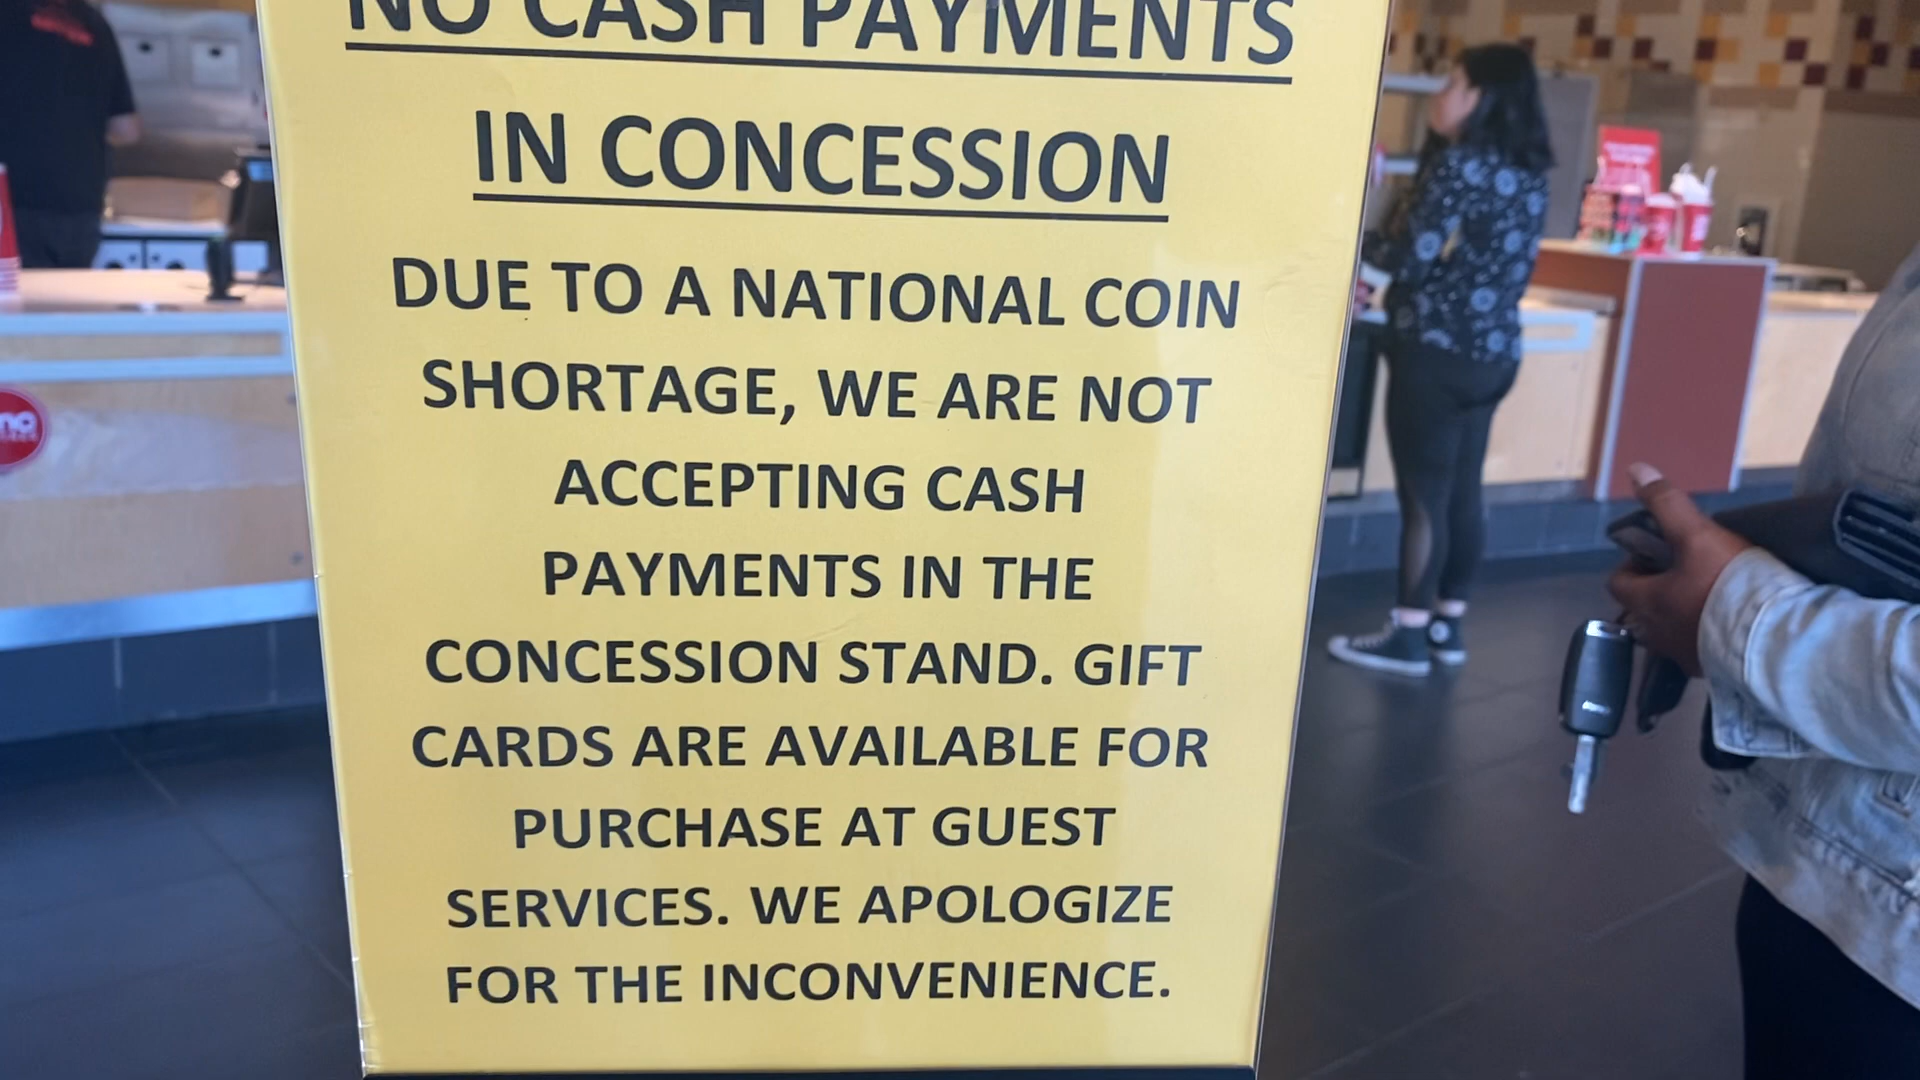 NO CASH PAYMENTS
IN CONCESSION
DUE TO A NATIONAL COIN
SHORTAGE, WE ARE NOT
ACCEPTING CASH
PAYMENTS IN THE
CONCESSION STAND. GIFT
CARDS ARE AVAILABLE FOR
PURCHASE AT GUEST
SERVICES. WE APOLOGIZE
FOR THE INCONVENIENCE.